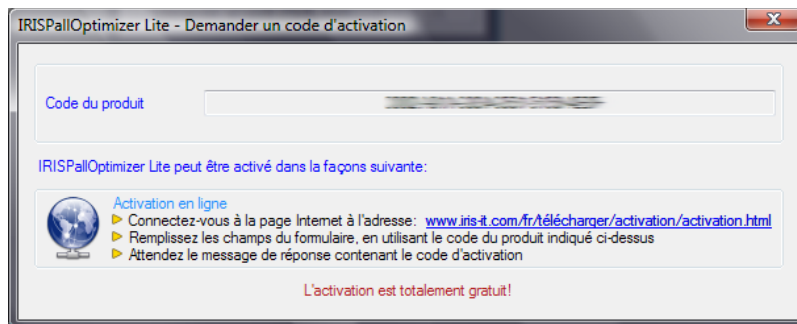 IRISPallOptimizer Lite - Demander un code d'activation
Code du produit
IRISPallOptimizer Lite peut être activé dans la façons suivante:
Activation en ligne
Connectez-vous à la page Internet à l'adresse: www.iris-it.com/fr/télécharger/activation/activation.html
Remplissez les champs du formulaire, en utilisant le code du produit indiqué ci-dessus
Attendez le message de réponse contenant le code d'activation
L'activation est totalement gratuit!